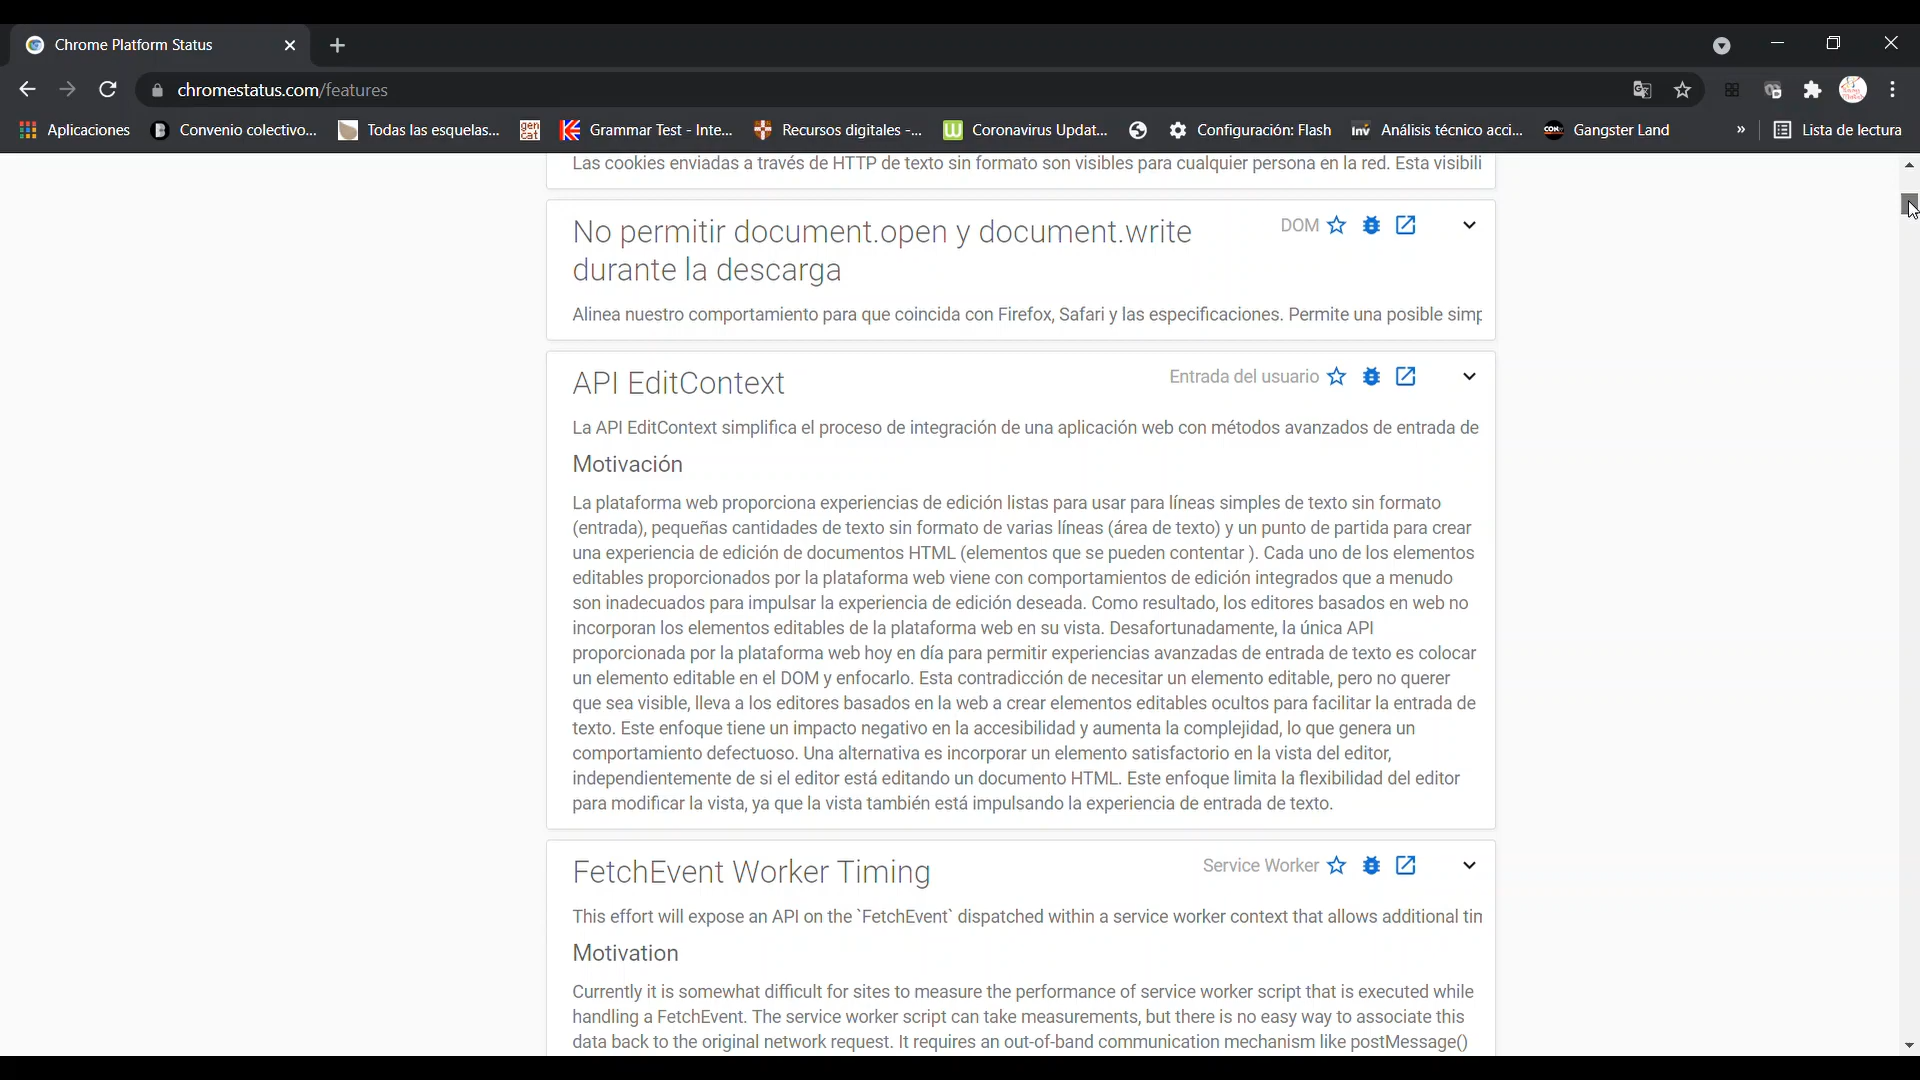 Chrome Platform Status
chromestatus.com/features
Aplicaciones
Convenio colectivo...
Todas las esquelas...
gen cat
Grammar Test - Inte...
Recursos digitales -...
Coronavirus Updat...
Configuración: Flash
Inv Análisis técnico acci...
Gangster Land
»
Lista de lectura
Las cookies enviadas a través de HTTP de texto sin formato son visibles para cualquier persona en la red. Esta visibili
No permitir document.open y document.write
durante la descarga
DOM
Alinea nuestro comportamiento para que coincida con Firefox, Safari y las especificaciones. Permite una posible simp
API EditContext
Entrada del usuario
La API EditContext simplifica el proceso de integración de una aplicación web con métodos avanzados de entrada de
Motivación
La plataforma web proporciona experiencias de edición listas para usar para líneas simples de texto sin formato
(entrada), pequeñas cantidades de texto sin formato de varias líneas (área de texto) y un punto de partida para crear
una experiencia de edición de documentos HTML (elementos que se pueden contentar ). Cada uno de los elementos
editables proporcionados por la plataforma web viene con comportamientos de edición integrados que a menudo
son inadecuados para impulsar la experiencia de edición deseada. Como resultado, los editores basados en web no
incorporan los elementos editables de la plataforma web en su vista. Desafortunadamente, la única API
proporcionada por la plataforma web hoy en día para permitir experiencias avanzadas de entrada de texto es colocar
un elemento editable en el DOM y enfocarlo. Esta contradicción de necesitar un elemento editable, pero no querer
que sea visible, lleva a los editores basados en la web a crear elementos editables ocultos para facilitar la entrada de
texto. Este enfoque tiene un impacto negativo en la accesibilidad y aumenta la complejidad, lo que genera un
comportamiento defectuoso. Una alternativa es incorporar un elemento satisfactorio en la vista del editor,
independientemente de si el editor está editando un documento HTML. Este enfoque limita la flexibilidad del editor
para modificar la vista, ya que la vista también está impulsando la experiencia de entrada de texto.
FetchEvent Worker Timing
Service Worker
This effort will expose an API on the `FetchEvent` dispatched within a service worker context that allows additional tin
Motivation
Currently it is somewhat difficult for sites to measure the performance of service worker script that is executed while
handling a FetchEvent. The service worker script can take measurements, but there is no easy way to associate this
data back to the original network request. It requires an out-of-band communication mechanism like postMessage()